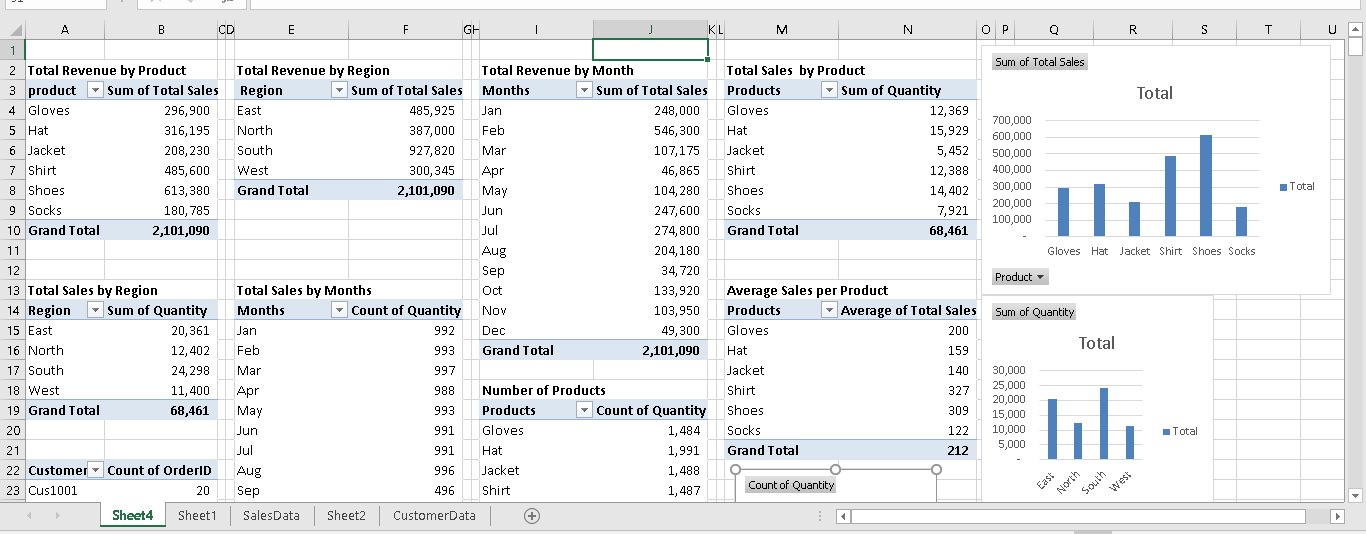 A B C D E F G H I J K L M N O P Q R S T U
1
2 Total Revenue by Product Total Revenue by Region Total Revenue by Month Total Sales by Product
3 product Sum of Total Sales Region Sum of Total Sales Months Sum of Total Sales Products Sum of Quantity
4 Gloves 296,900 East 485,925 Jan 248,000 Gloves 12,369
5 Hat 316,195 North 387,000 Feb 546,300 Hat 15,929
6 Jacket 208,230 South 927,820 Mar 107,175 Jacket 5,452
7 Shirt 485,600 West 300,345 Apr 46,865 Shirt 12,388
8 Shoes 613,380 Grand Total 2,101,090 May 104,280 Shoes 14,402
9 Socks 180,785 Jun 247,600 Socks 7,921
10 Grand Total 2,101,090 Jul 274,800 Grand Total 68,461
11 Aug 204,180
12 Sep 34,720
13 Total Sales by Region Total Sales by Months Oct 133,920 Average Sales per Product
14 Region Sum of Quantity Months Count of Quantity Nov 103,950 Products Average of Total Sales
15 East 20,361 Jan 992 Dec 49,300 Gloves 200
16 North 12,402 Feb 993 Grand Total 2,101,090 Hat 159
17 South 24,298 Mar 997 Jacket 140
18 West 11,400 Apr 988 Number of Products Shirt 327
19 Grand Total 68,461 May 993 Products Count of Quantity Shoes 309
20 Jun 991 Gloves 1,484 Socks 122
21 Jul 991 Hat 1,991 Grand Total 212
22 Customer Count of OrderID Aug 996 Jacket 1,488
23 Cus1001 20 Sep 496 Shirt 1,487
Count of Quantity
Sum of Total Sales
Total
700,000
600,000
500,000
400,000
300,000
200,000
100,000
-
Total
Gloves Hat Jacket Shirt Shoes Socks
Product
Sum of Quantity
Total
30,000
25,000
20,000
15,000
10,000
5,000
-
Total
East North South West
Sheet4 Sheet1 SalesData Sheet2 CustomerData